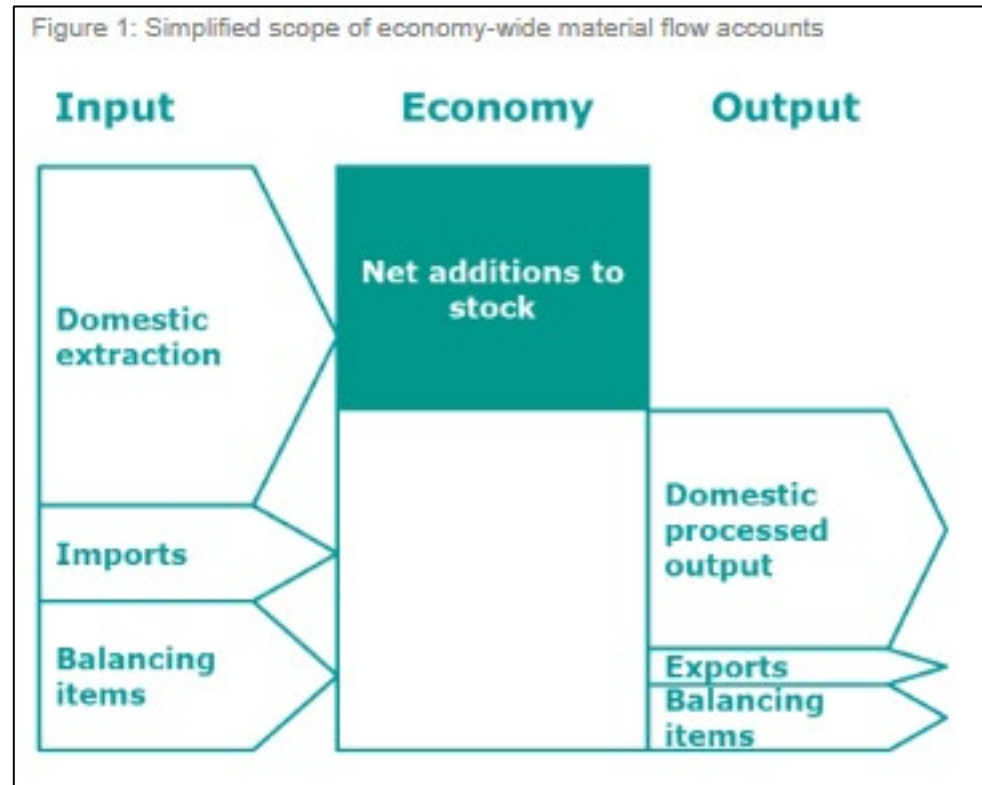 Figure 1: Simplified scope of economy-wide material flow accounts
Input
Economy
Output
Domestic
extraction
Imports
Balancing
items
Net additions to
stock
Domestic
processed
output
Exports
Balancing
items